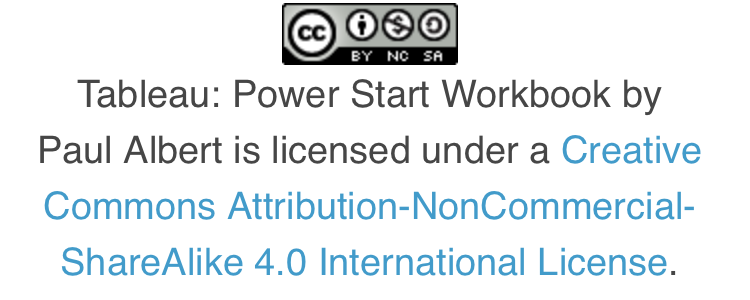 cc
BY NC SA
Tableau: Power Start Workbook by
Paul Albert is licensed under a Creative
Commons Attribution-NonCommercial-
ShareAlike 4.0 International License.